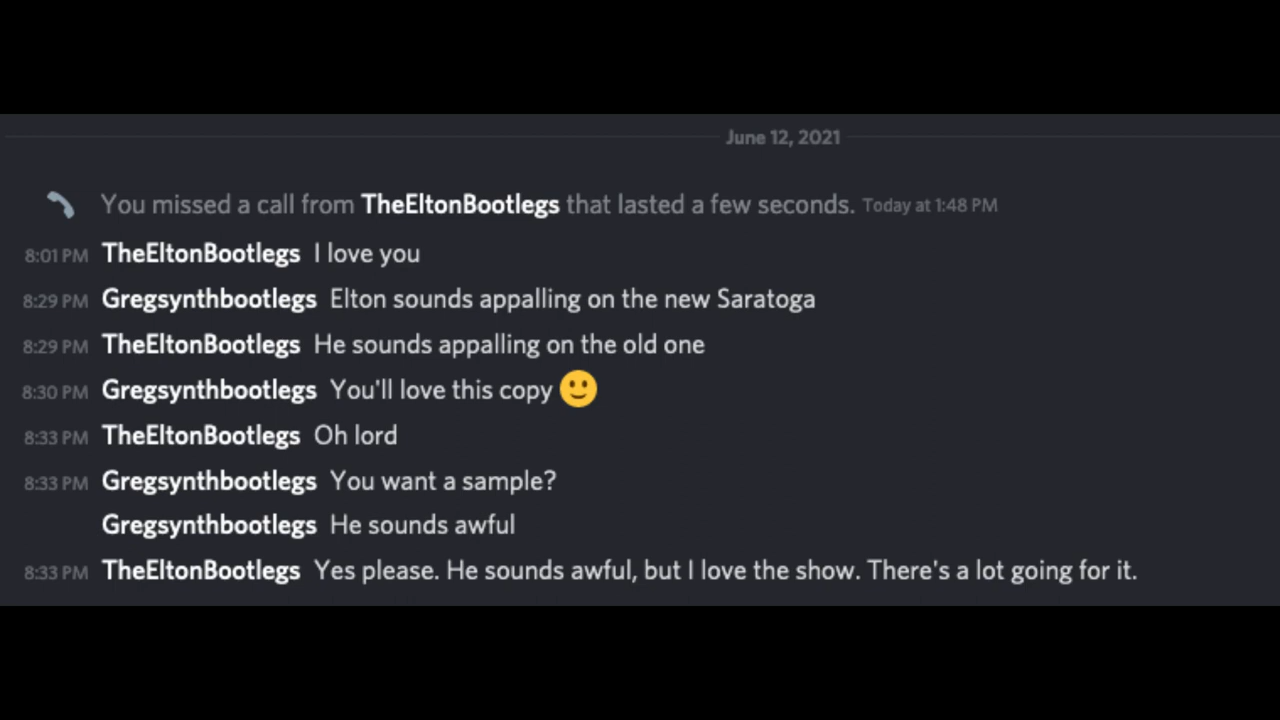 June 12, 2021
You missed a call from TheEltonBootlegs that lasted a few seconds. Today at 1:48 PM
8:01 PM TheEltonBootlegs I love you
8:29 PM Gregsynthbootlegs Elton sounds appalling on the new Saratoga
8:29 PM TheEltonBootlegs He sounds appalling on the old one
8:30 PM Gregsynthbootlegs You'll love this copy 🙂
8:33 PM TheEltonBootlegs Oh lord
8:33 PM Gregsynthbootlegs You want a sample?
Gregsynthbootlegs He sounds awful
8:33 PM TheEltonBootlegs Yes please. He sounds awful, but I love the show. There's a lot going for it.